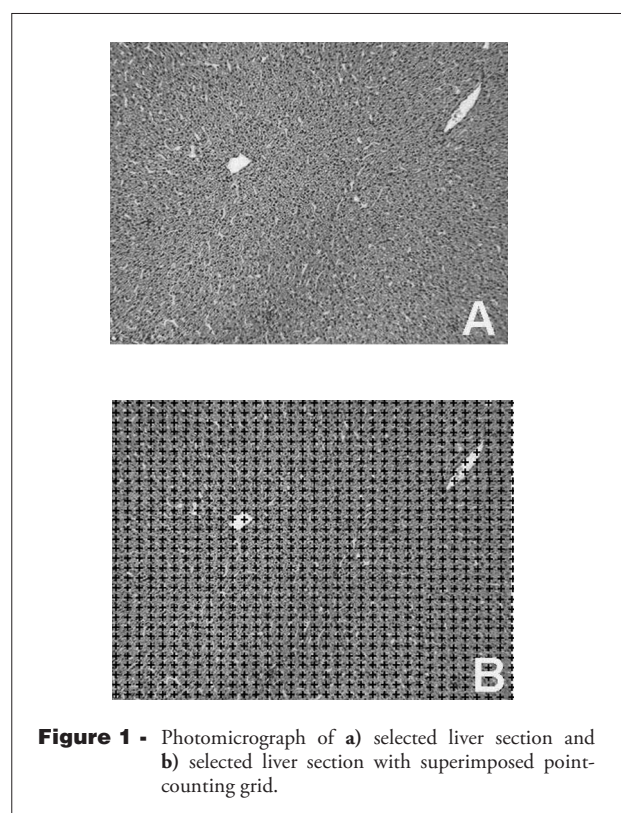 A
B
Figure 1 - Photomicrograph of a) selected liver section and
b) selected liver section with superimposed point-
counting grid.